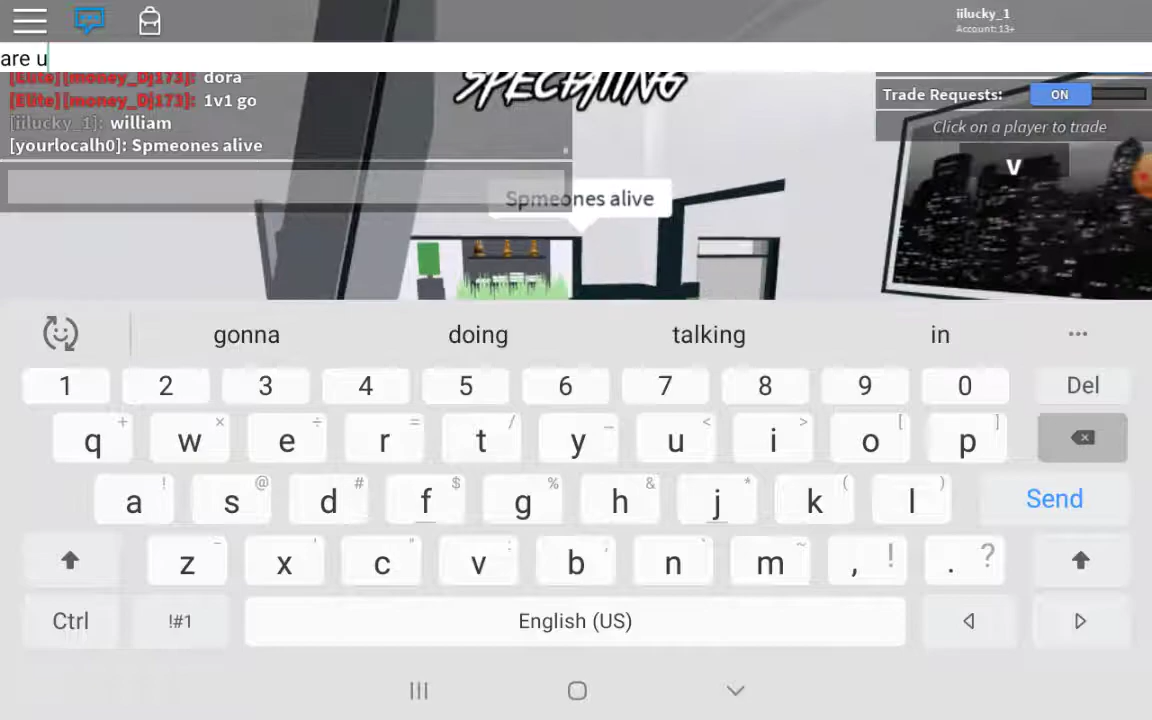 iilucky_1
Account: 13+
are u
[Elite][money_Dj173]: dora
[Elite][money_Dj173]: 1v1 go
[iilucky_1]: william
[yourlocalh0]: Spmeones alive
SPECTATING
Trade Requests: ON
Click on a player to trade
v
Spmeones alive
gonna doing talking in ...
1 2 3 4 5 6 7 8 9 0 Del
+ × ÷ = / _ < > [ ]
q w e r t y u i o p
! @ # $ % & * ( )
a s d f g h j k l Send
- ' " : ; ` ~ ! ?
z x c v b n m , .
Ctrl !#1 English (US)